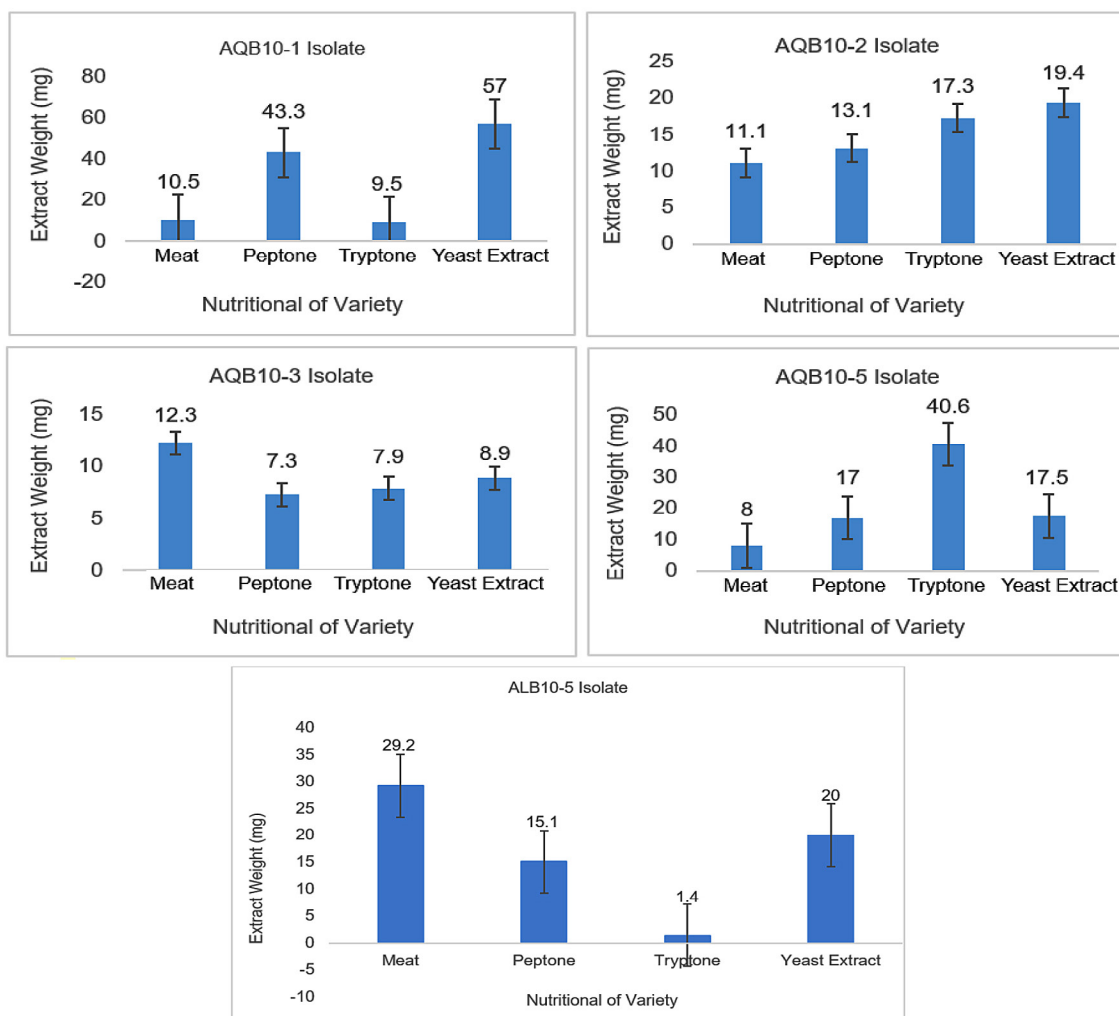 AQB10-1 Isolate
Extract Weight (mg)
80
60
40
20
0
-20
10.5
43.3
9.5
57
Meat
Peptone
Tryptone
Yeast Extract
Nutritional of Variety
AQB10-2 Isolate
Extract Weight (mg)
25
20
15
10
5
0
11.1
13.1
17.3
19.4
Meat
Peptone
Tryptone
Yeast Extract
Nutritional of Variety
AQB10-3 Isolate
Extract Weight (mg)
15
10
5
0
12.3
7.3
7.9
8.9
Meat
Peptone
Tryptone
Yeast Extract
Nutritional of Variety
AQB10-5 Isolate
Extract Weight (mg)
50
40
30
20
10
0
8
17
40.6
17.5
Meat
Peptone
Tryptone
Yeast Extract
Nutritional of Variety
ALB10-5 Isolate
Extract Weight (mg)
40
35
30
25
20
15
10
5
0
-5
-10
29.2
15.1
1.4
20
Meat
Peptone
Tryptone
Yeast Extract
Nutritional of Variety